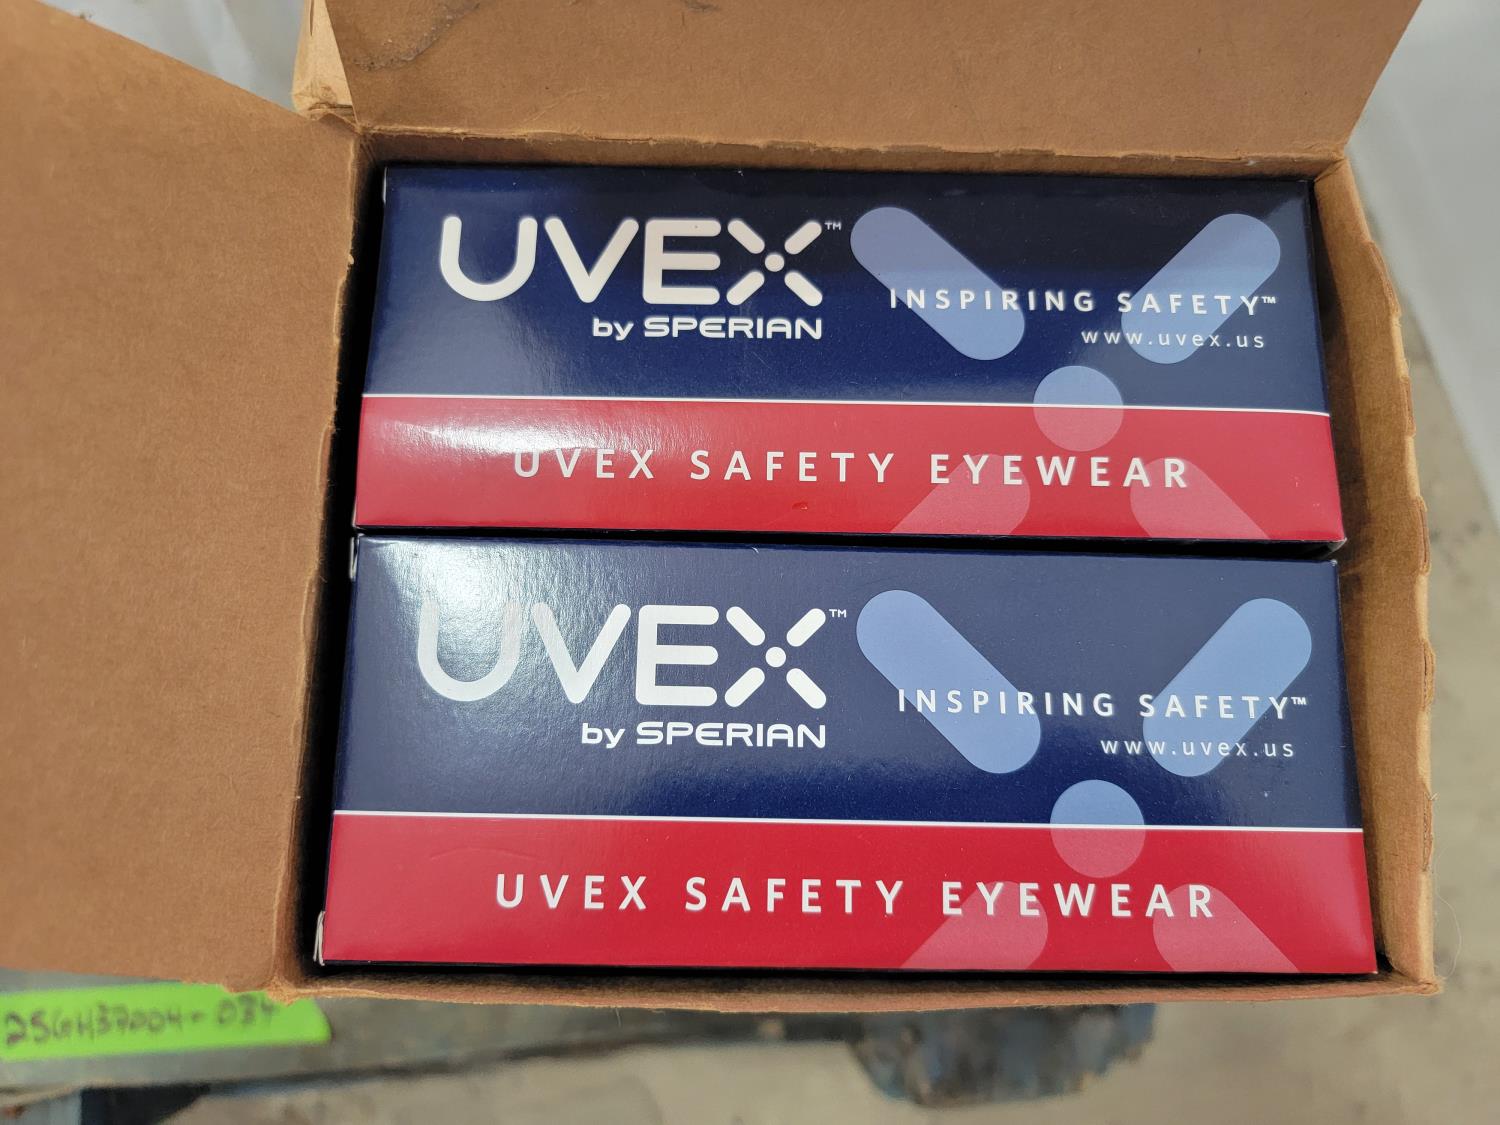 UVEX™
by SPERIAN
INSPIRING SAFETY™
www.uvex.us
UVEX SAFETY EYEWEAR
UVEX™
by SPERIAN
INSPIRING SAFETY™
www.uvex.us
UVEX SAFETY EYEWEAR